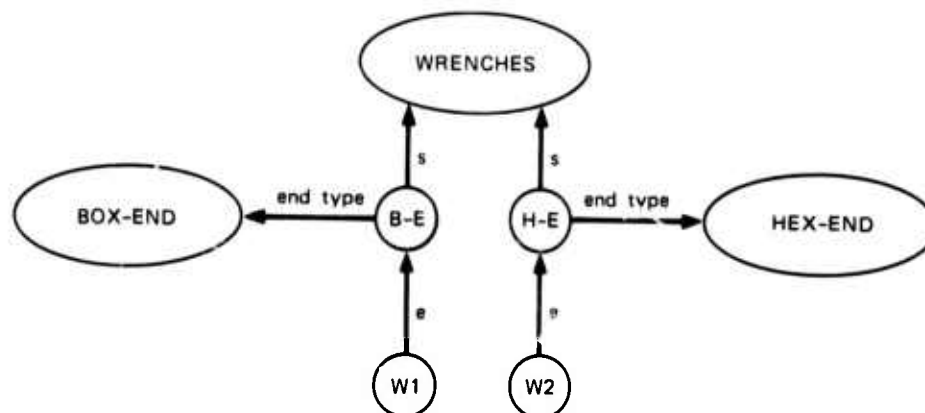 WRENCHES
s
s
end type
end type
BOX-END
B-E
H-E
HEX-END
e
W1
W2